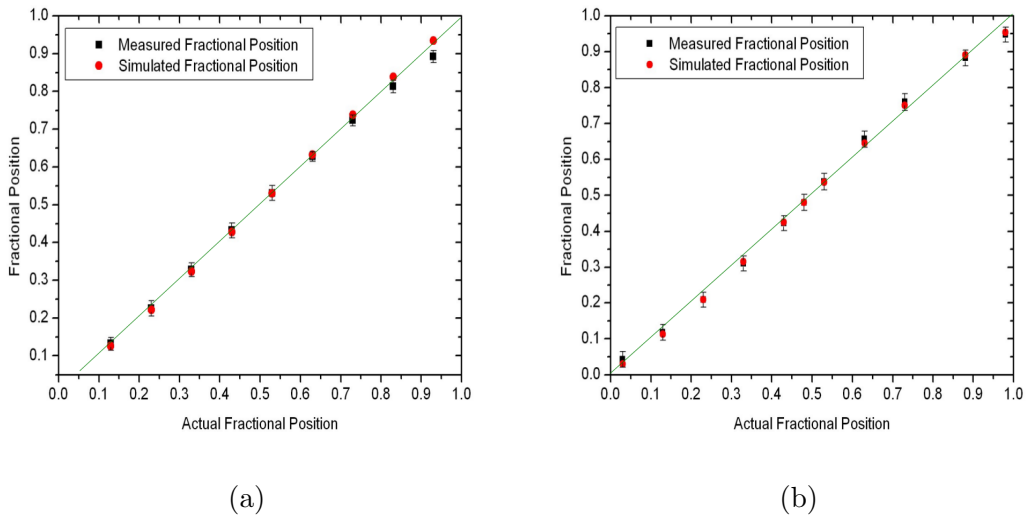 Measured Fractional Position
Simulated Fractional Position
1.0
0.9
0.8
0.7
0.6
0.5
0.4
0.3
0.2
0.1
Fractional Position
0.0 0.1 0.2 0.3 0.4 0.5 0.6 0.7 0.8 0.9 1.0
Actual Fractional Position
(a)
Measured Fractional Position
Simulated Fractional Position
1.0
0.9
0.8
0.7
0.6
0.5
0.4
0.3
0.2
0.1
0.0
Fractional Position
0.0 0.1 0.2 0.3 0.4 0.5 0.6 0.7 0.8 0.9 1.0
Actual Fractional Position
(b)